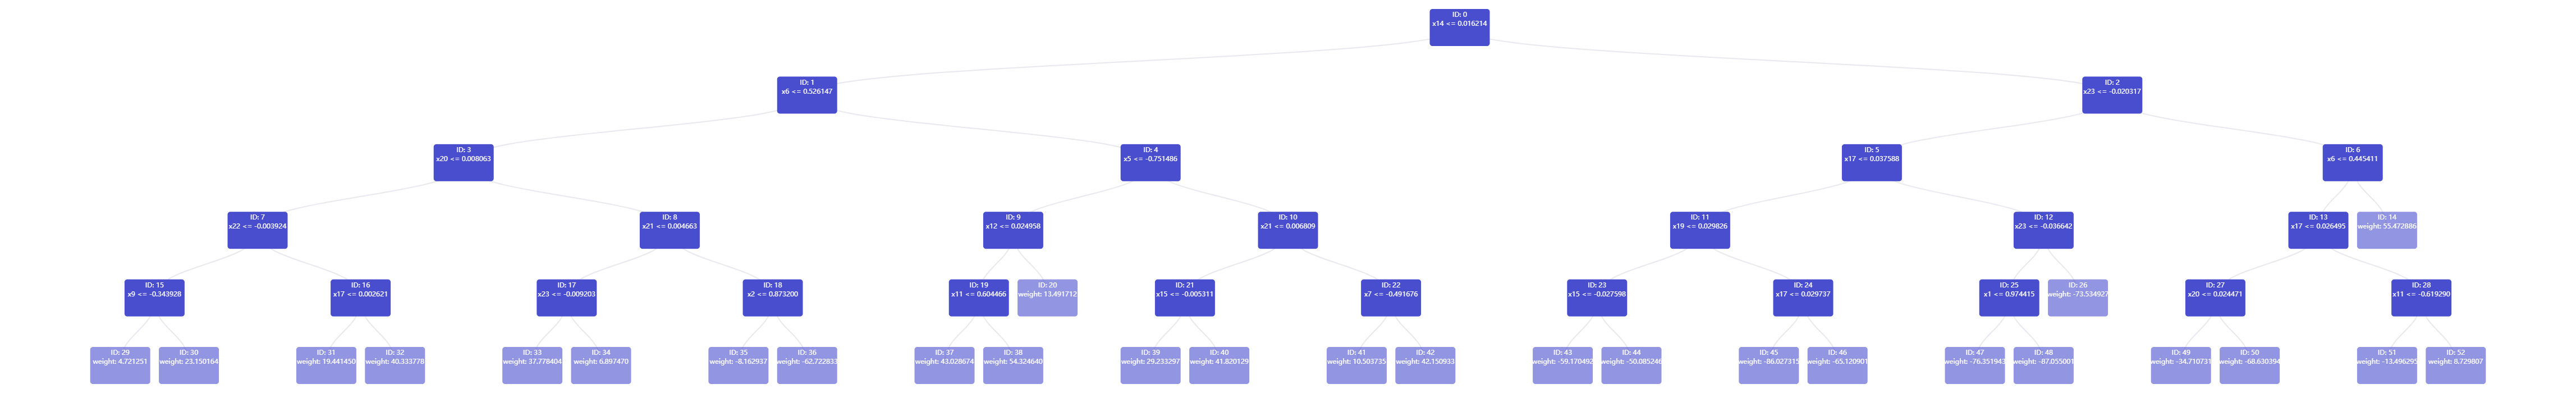 ID: 0
x14 <= 0.016214
ID: 1
x6 <= 0.526147
ID: 2
x23 <= -0.020317
ID: 3
x20 <= 0.008063
ID: 4
x5 <= -0.751486
ID: 5
x17 <= 0.037588
ID: 6
x6 <= 0.445411
ID: 7
x22 <= -0.003924
ID: 8
x21 <= 0.004663
ID: 9
x12 <= 0.024958
ID: 10
x21 <= 0.006809
ID: 11
x19 <= 0.029826
ID: 12
x23 <= -0.036642
ID: 13
x17 <= 0.026495
ID: 14
weight: 55.472886
ID: 15
x9 <= -0.343928
ID: 16
x17 <= 0.002621
ID: 17
x23 <= -0.009203
ID: 18
x2 <= 0.873200
ID: 19
x11 <= 0.604466
ID: 20
weight: 13.491712
ID: 21
x15 <= -0.005311
ID: 22
x7 <= -0.491676
ID: 23
x15 <= -0.027598
ID: 24
x17 <= 0.029737
ID: 25
x1 <= 0.974415
ID: 26
weight: -73.534927
ID: 27
x20 <= 0.024471
ID: 28
x11 <= -0.619290
ID: 29
weight: 4.721251
ID: 30
weight: 23.150164
ID: 31
weight: 19.441450
ID: 32
weight: 40.333778
ID: 33
weight: 37.778404
ID: 34
weight: 6.897470
ID: 35
weight: -8.162937
ID: 36
weight: -62.722833
ID: 37
weight: 43.028674
ID: 38
weight: 54.324640
ID: 39
weight: 29.233297
ID: 40
weight: 41.820129
ID: 41
weight: 10.503735
ID: 42
weight: 42.150933
ID: 43
weight: -59.170492
ID: 44
weight: -50.085246
ID: 45
weight: -86.027315
ID: 46
weight: -65.120901
ID: 47
weight: -76.351943
ID: 48
weight: -87.055001
ID: 49
weight: -34.710731
ID: 50
weight: -68.630394
ID: 51
weight: -13.496295
ID: 52
weight: 8.729807